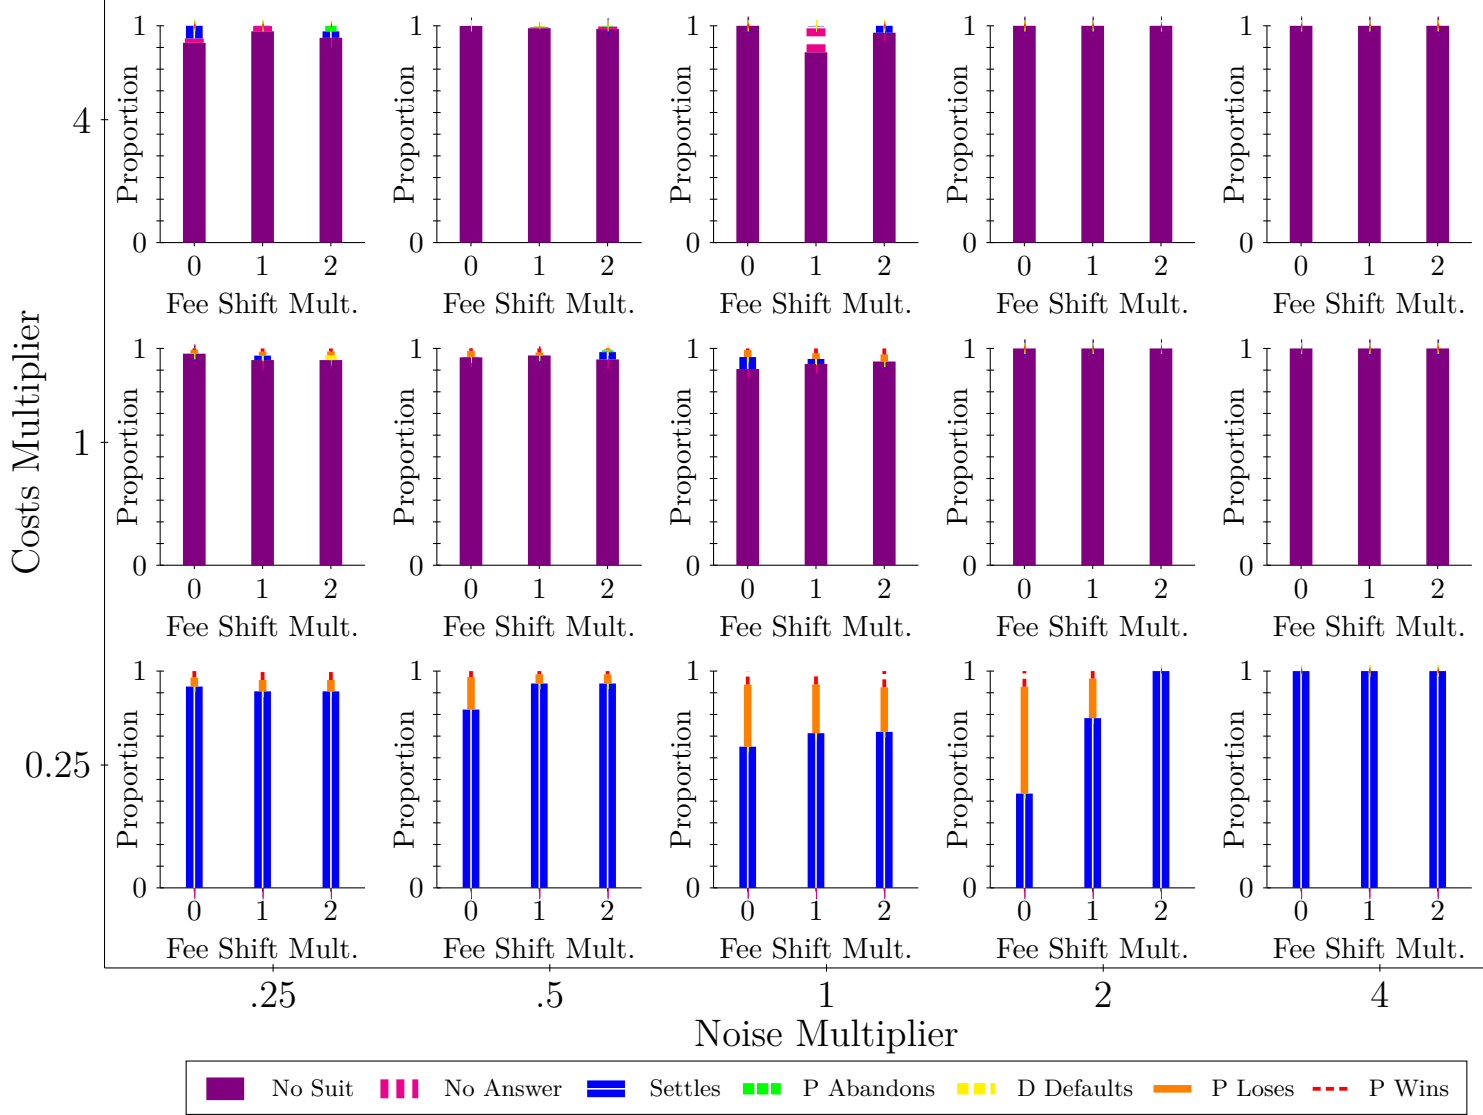 Costs Multiplier
4
Proportion
1
0
0 1 2
Fee Shift Mult.
Proportion
1
0
0 1 2
Fee Shift Mult.
Proportion
1
0
0 1 2
Fee Shift Mult.
Proportion
1
0
0 1 2
Fee Shift Mult.
Proportion
1
0
0 1 2
Fee Shift Mult.
1
Proportion
1
0
0 1 2
Fee Shift Mult.
Proportion
1
0
0 1 2
Fee Shift Mult.
Proportion
1
0
0 1 2
Fee Shift Mult.
Proportion
1
0
0 1 2
Fee Shift Mult.
Proportion
1
0
0 1 2
Fee Shift Mult.
0.25
Proportion
1
0
0 1 2
Fee Shift Mult.
Proportion
1
0
0 1 2
Fee Shift Mult.
Proportion
1
0
0 1 2
Fee Shift Mult.
Proportion
1
0
0 1 2
Fee Shift Mult.
Proportion
1
0
0 1 2
Fee Shift Mult.
.25 .5 1 2 4
Noise Multiplier
No Suit No Answer Settles P Abandons D Defaults P Loses P Wins